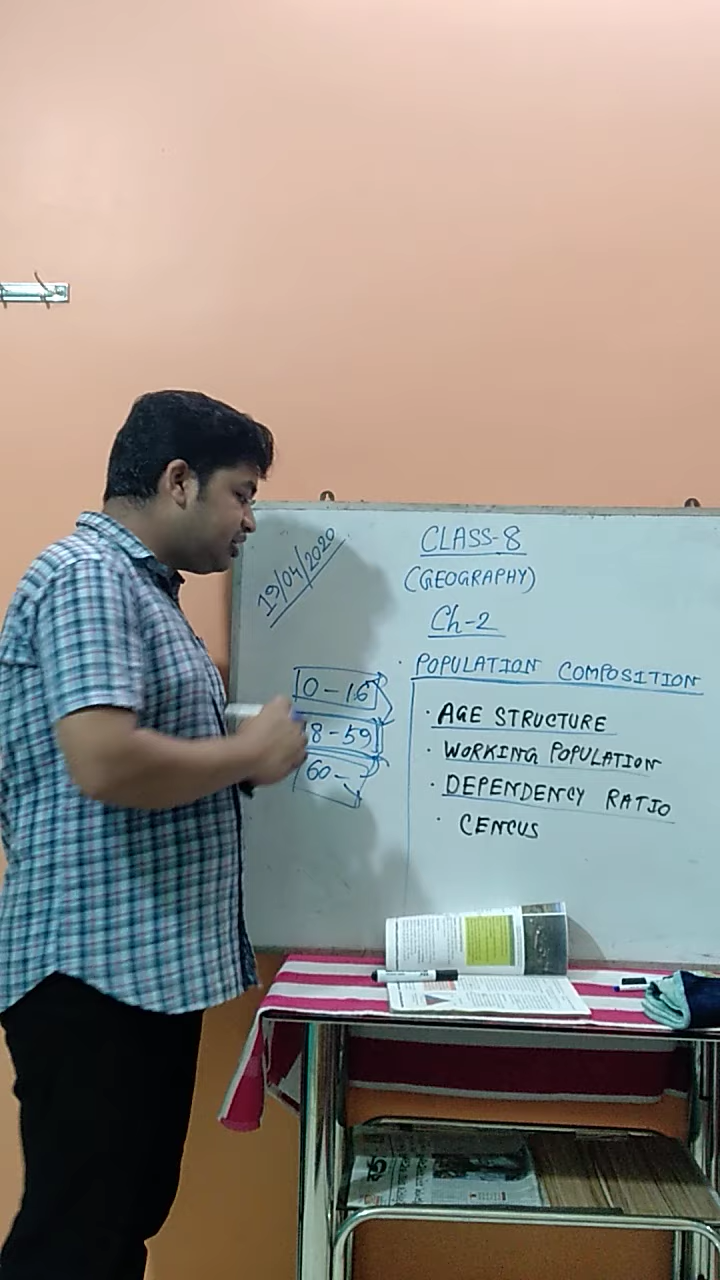 19/04/2020
CLASS-8
(GEOGRAPHY)
Ch-2
POPULATION COMPOSITION
0-16
8-59
60-
· AGE STRUCTURE
· WORKING POPULATION
· DEPENDENCY RATIO
· CENCUS